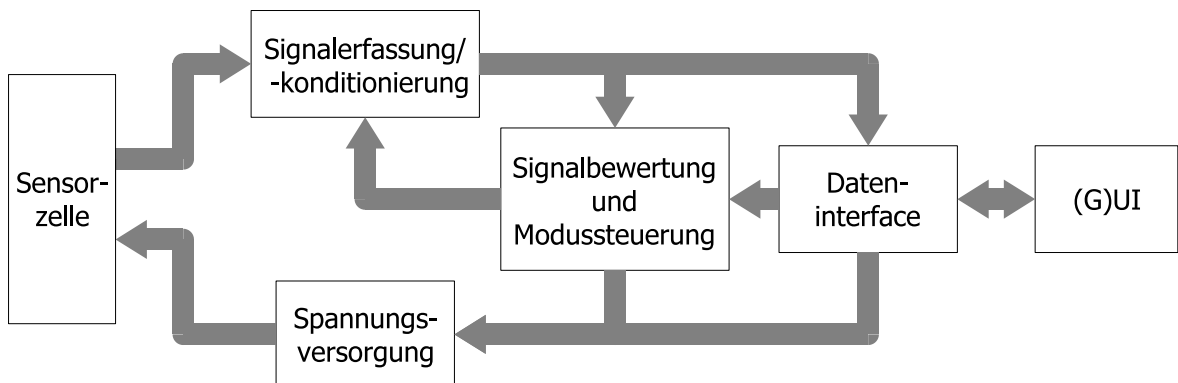 Signalerfassung/
-konditionierung
Sensor-
zelle
Signalbewertung
und
Modussteuerung
Daten-
interface
(G)UI
Spannungs-
versorgung